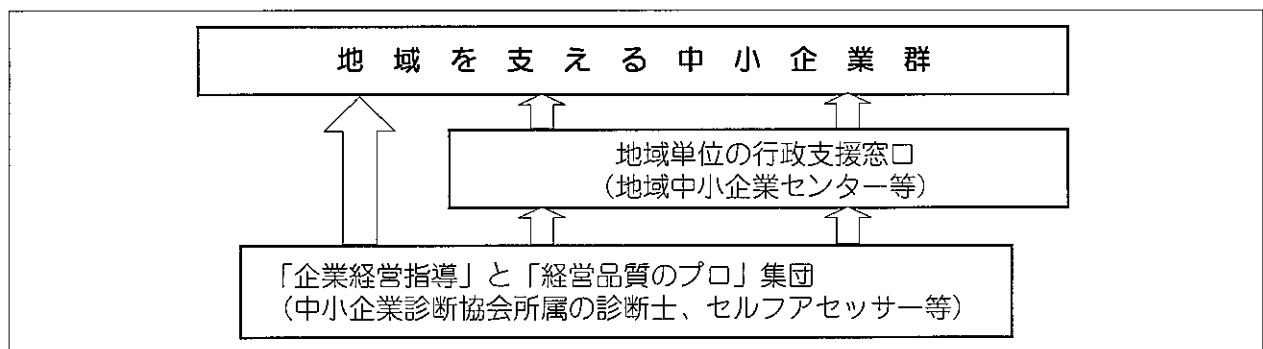 地域を支える中小企業群
地域単位の行政支援窓口
（地域中小企業センター等）
「企業経営指導」と「経営品質のプロ」集団
（中小企業診断協会所属の診断士、セルフアセッサー等）